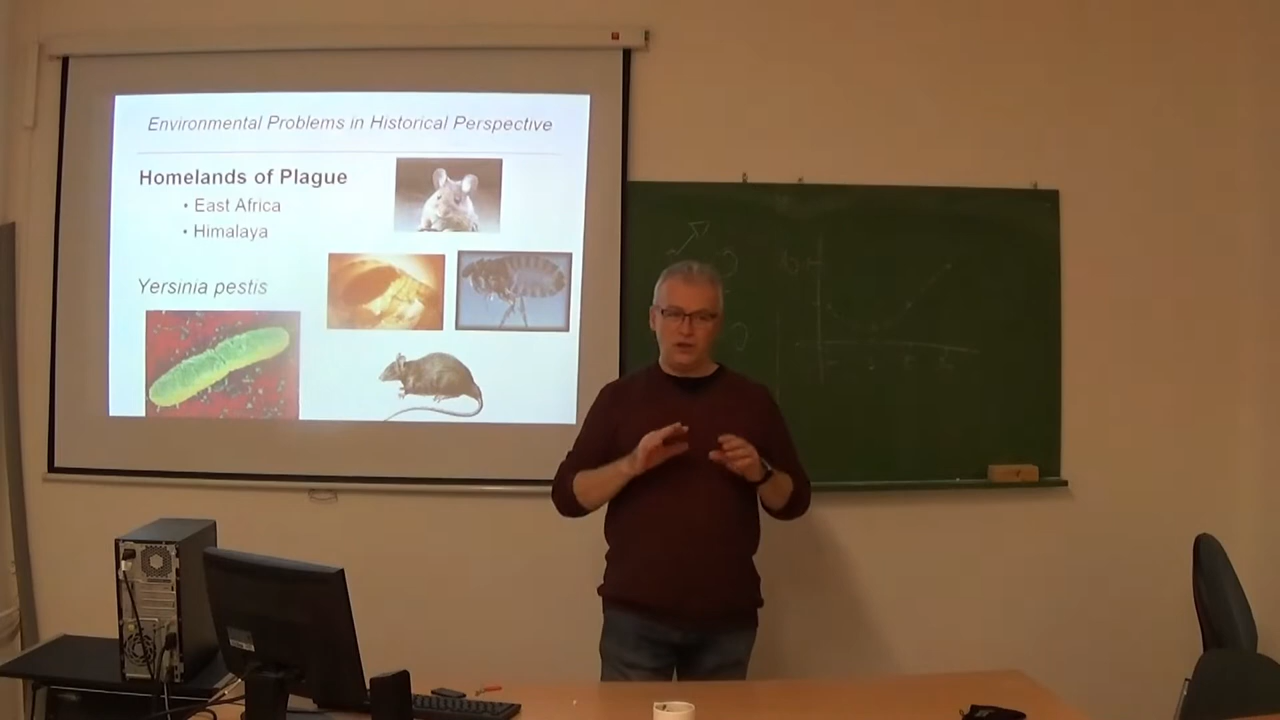 Environmental Problems in Historical Perspective
Homelands of Plague
• East Africa
• Himalaya
Yersinia pestis